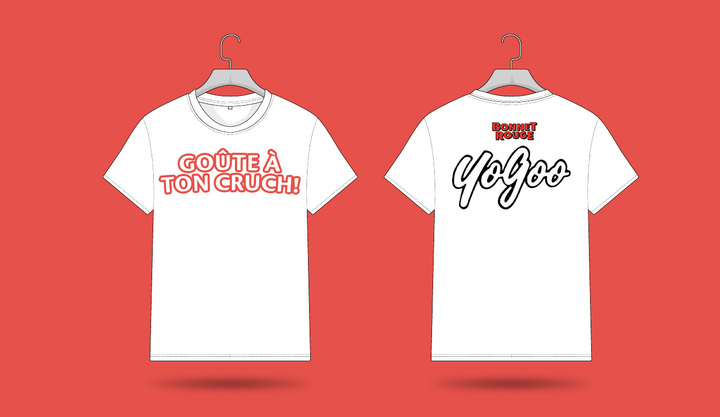 GOÛTE À
TON CRUCH!
BONNET
ROUGE
YoGoo